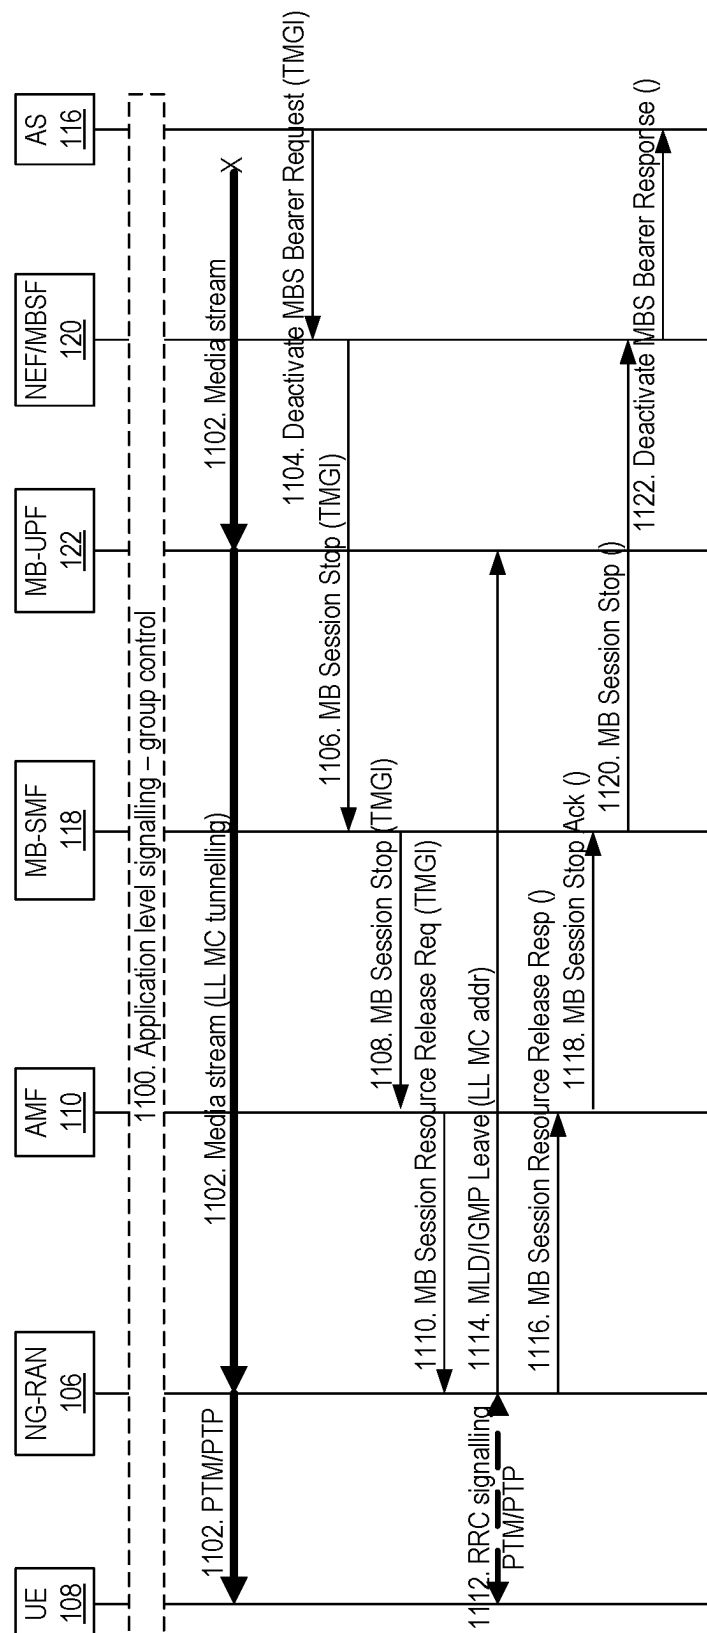 UE
108
NG-RAN
106
AMF
110
MB-SMF
118
MB-UPF
122
NEF/MBSF
120
AS
116
1100. Application level signalling – group control
1102. PTM/PTP
1102. Media stream (LL MC tunnelling)
1102. Media stream
X
1104. Deactivate MBS Bearer Request (TMGI)
1106. MB Session Stop (TMGI)
1108. MB Session Stop (TMGI)
1110. MB Session Resource Release Req (TMGI)
1112. RRC signalling
PTM/PTP
1114. MLD/IGMP Leave (LL MC addr)
1116. MB Session Resource Release Resp ()
1118. MB Session Stop Ack ()
1120. MB Session Stop ()
1122. Deactivate MBS Bearer Response ()